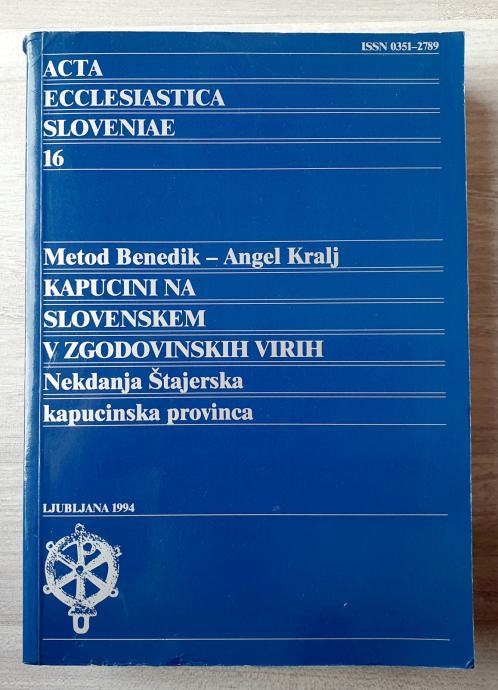 ISSN 0351-2789
ACTA
ECCLESIASTICA
SLOVENIAE
16
Metod Benedik – Angel Kralj
KAPUCINI NA
SLOVENSKEM
V ZGODOVINSKIH VIRIH
Nekdanja Štajerska
kapucinska provinca
LJUBLJANA 1994